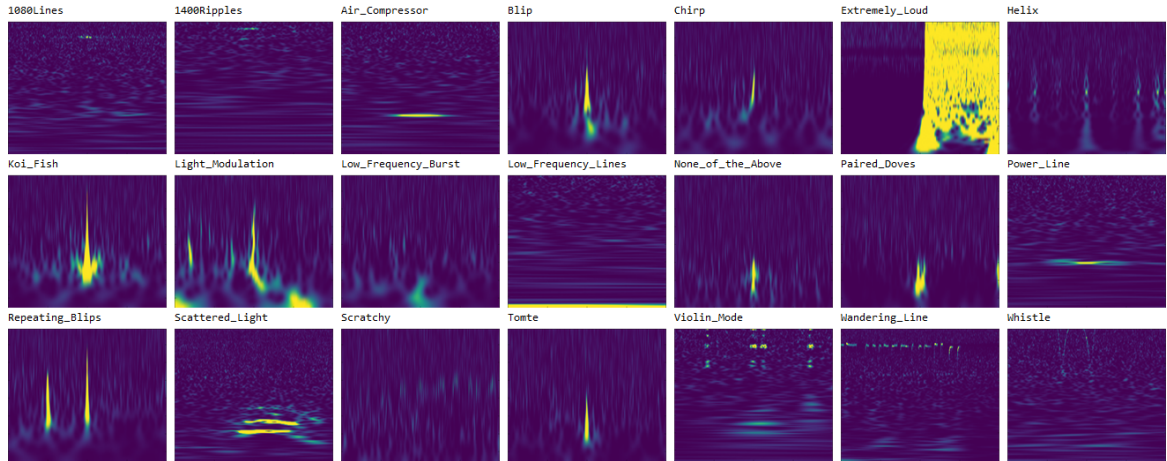 1080Lines 1400Ripples Air_Compressor Blip Chirp Extremely_Loud Helix
Koi_Fish Light_Modulation Low_Frequency_Burst Low_Frequency_Lines None_of_the_Above Paired_Doves Power_Line
Repeating_Blips Scattered_Light Scratchy Tomte Violin_Mode Wandering_Line Whistle